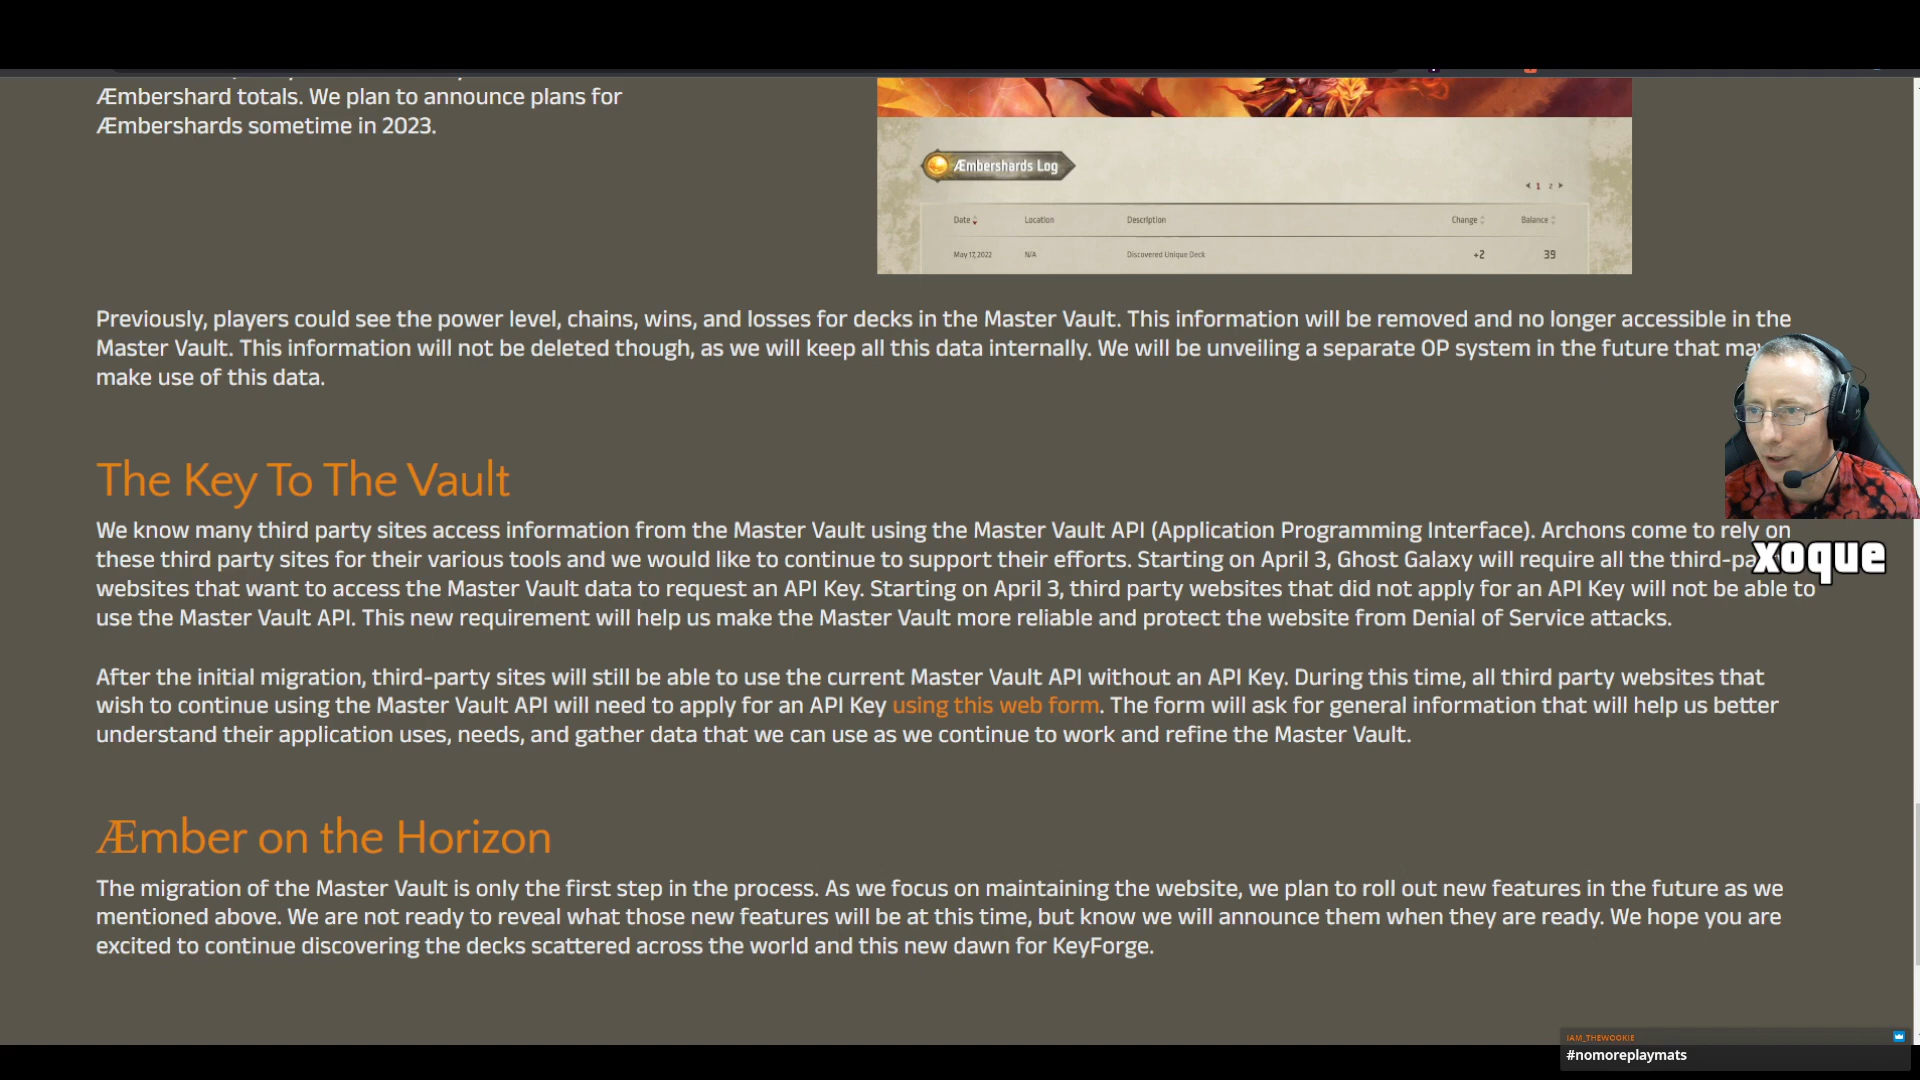 Æmbershard totals. We plan to announce plans for
Æmbershards sometime in 2023.
Æmbershards Log
1 2
Date Location Description Change Balance
May 17, 2022 N/A Discovered Unique Deck +2 39
Previously, players could see the power level, chains, wins, and losses for decks in the Master Vault. This information will be removed and no longer accessible in the
Master Vault. This information will not be deleted though, as we will keep all this data internally. We will be unveiling a separate OP system in the future that may
make use of this data.
The Key To The Vault
We know many third party sites access information from the Master Vault using the Master Vault API (Application Programming Interface). Archons come to rely on
these third party sites for their various tools and we would like to continue to support their efforts. Starting on April 3, Ghost Galaxy will require all the third-pa
websites that want to access the Master Vault data to request an API Key. Starting on April 3, third party websites that did not apply for an API Key will not be able to
use the Master Vault API. This new requirement will help us make the Master Vault more reliable and protect the website from Denial of Service attacks.
xoque
After the initial migration, third-party sites will still be able to use the current Master Vault API without an API Key. During this time, all third party websites that
wish to continue using the Master Vault API will need to apply for an API Key using this web form. The form will ask for general information that will help us better
understand their application uses, needs, and gather data that we can use as we continue to work and refine the Master Vault.
Æmber on the Horizon
The migration of the Master Vault is only the first step in the process. As we focus on maintaining the website, we plan to roll out new features in the future as we
mentioned above. We are not ready to reveal what those new features will be at this time, but know we will announce them when they are ready. We hope you are
excited to continue discovering the decks scattered across the world and this new dawn for KeyForge.
IAM_THEWOOKIE
#nomoreplaymats